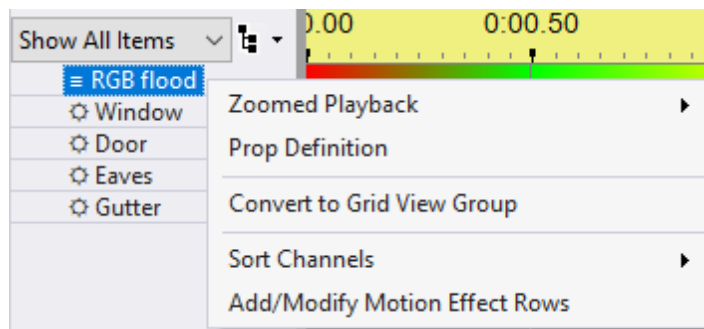 Show All Items
0.00 0:00.50
RGB flood
Window
Door
Eaves
Gutter
Zoomed Playback
Prop Definition
Convert to Grid View Group
Sort Channels
Add/Modify Motion Effect Rows